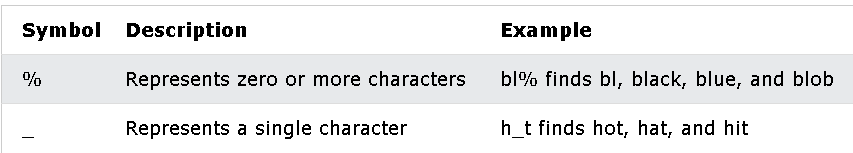 Symbol Description Example
% Represents zero or more characters bl% finds bl, black, blue, and blob
_ Represents a single character h_t finds hot, hat, and hit